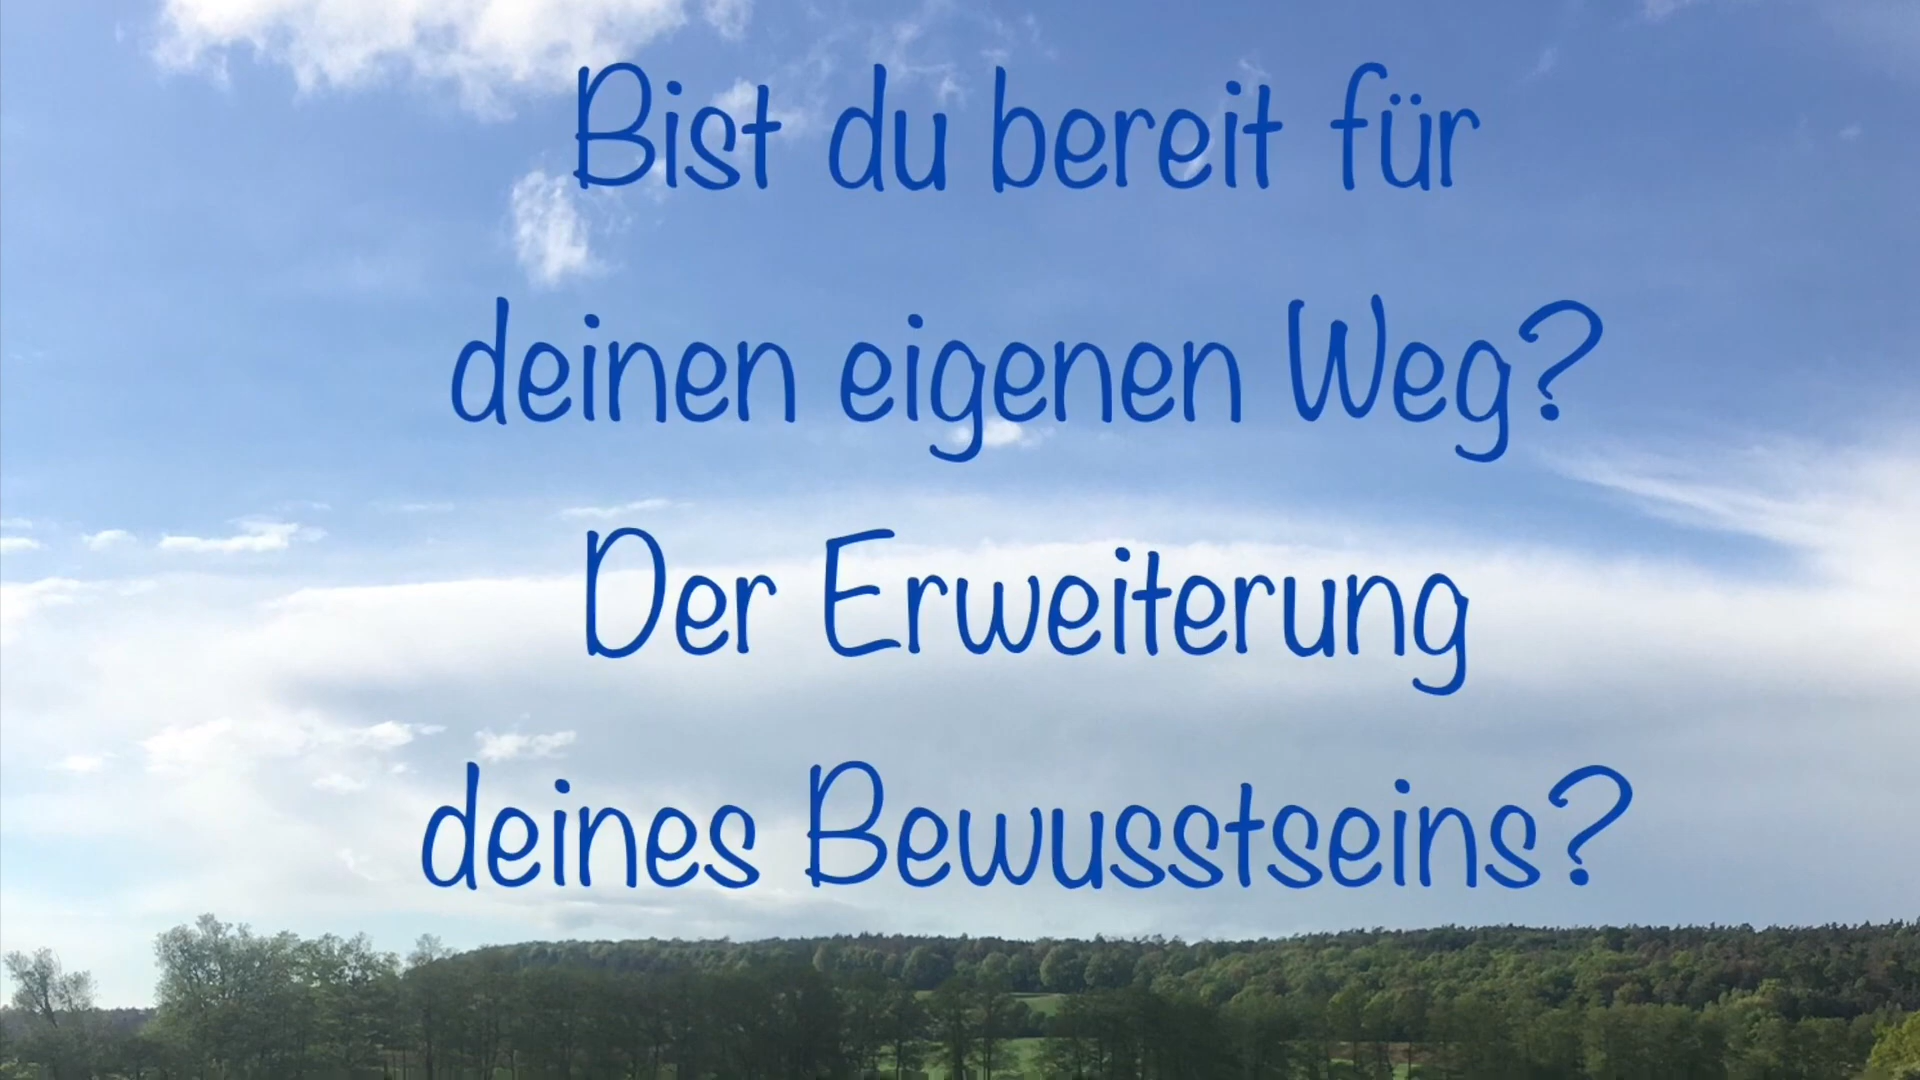 Bist du bereit für
deinen eigenen Weg?
Der Erweiterung
deines Bewusstseins?